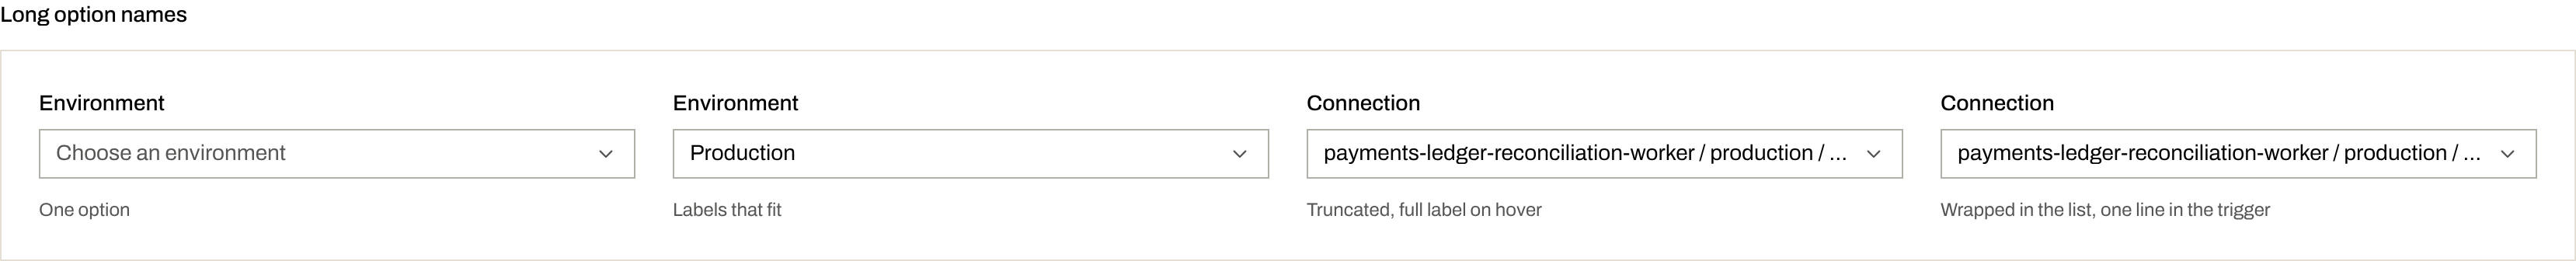 Long option names
Environment
Choose an environment
One option
Environment
Production
Labels that fit
Connection
payments-ledger-reconciliation-worker / production / ...
Truncated, full label on hover
Connection
payments-ledger-reconciliation-worker / production / ...
Wrapped in the list, one line in the trigger